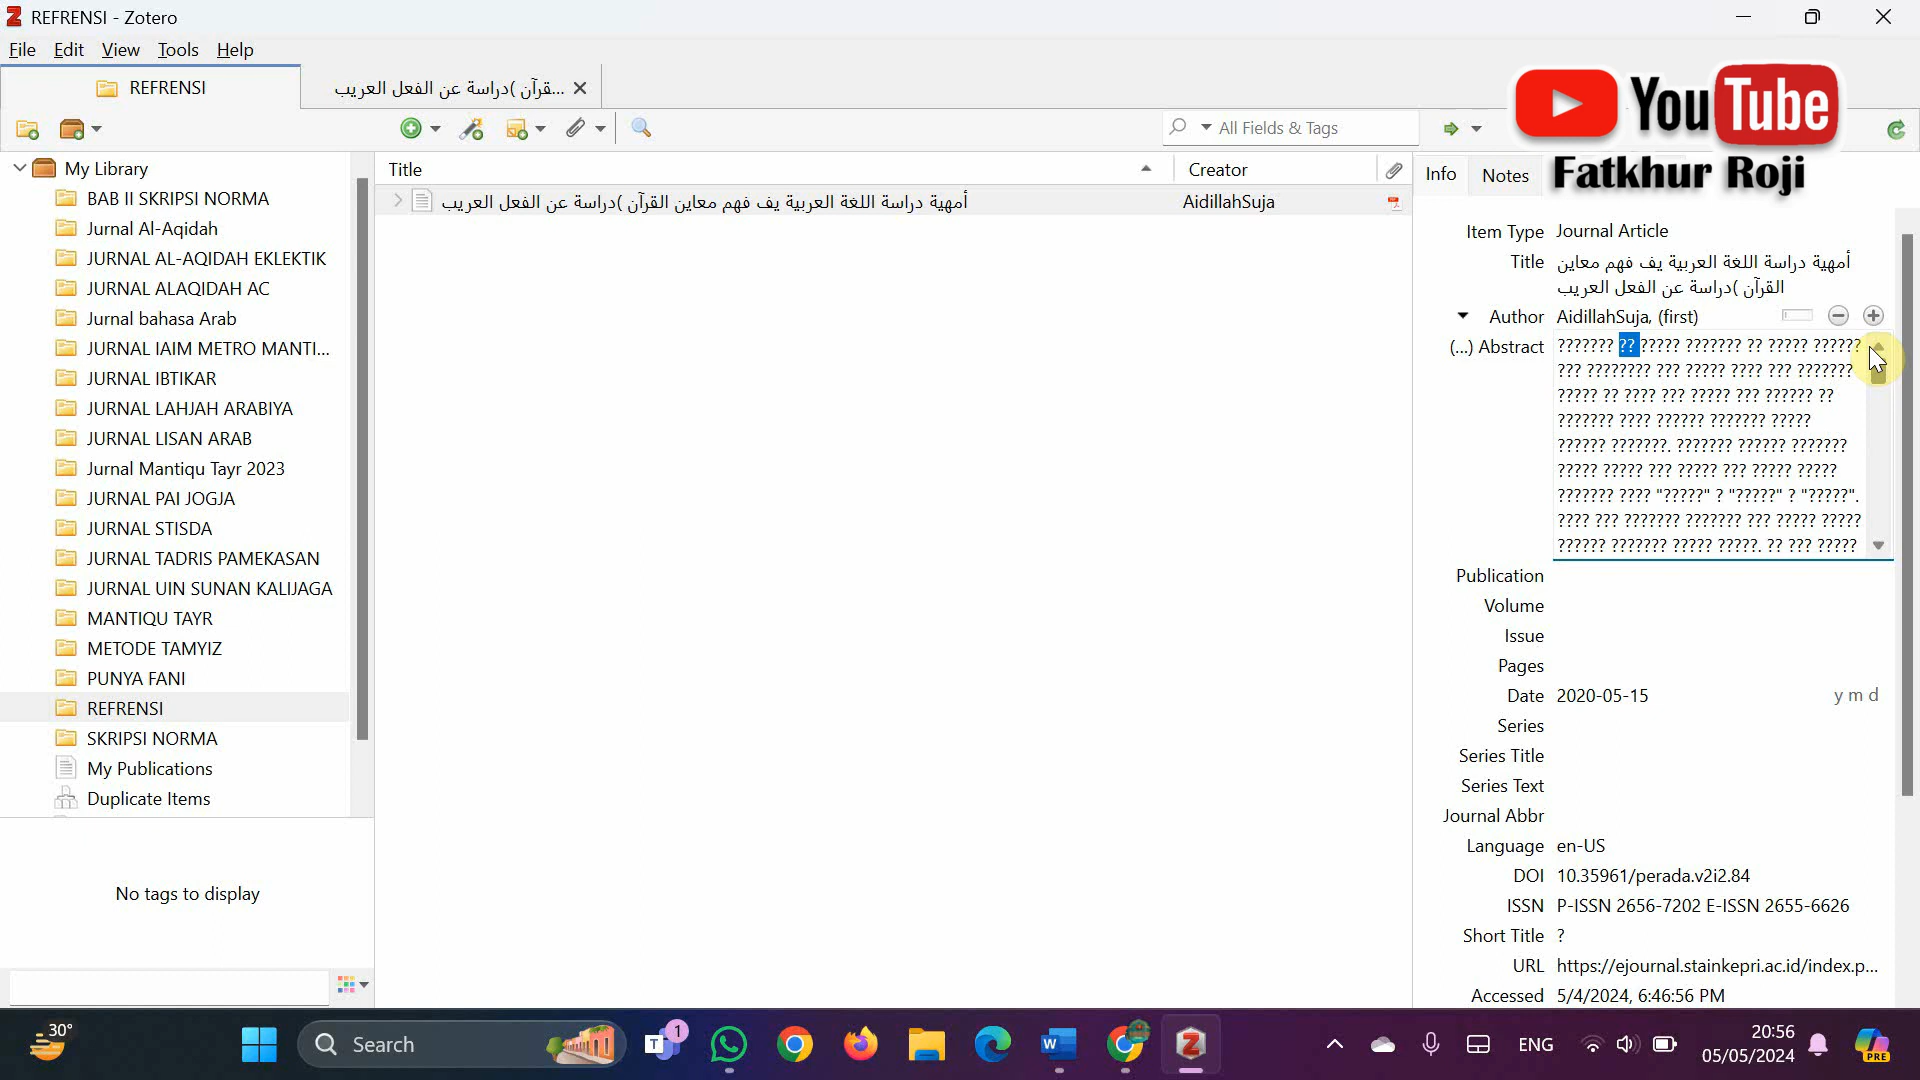 REFRENSI - Zotero
File Edit View Tools Help
REFRENSI
...قرآن )دراسة عن الفعل العريب
All Fields & Tags
YouTube
Fatkhur Roji
My Library
BAB II SKRIPSI NORMA
Jurnal Al-Aqidah
JURNAL AL-AQIDAH EKLEKTIK
JURNAL ALAQIDAH AC
Jurnal bahasa Arab
JURNAL IAIM METRO MANTI...
JURNAL IBTIKAR
JURNAL LAHJAH ARABIYA
JURNAL LISAN ARAB
Jurnal Mantiqu Tayr 2023
JURNAL PAI JOGJA
JURNAL STISDA
JURNAL TADRIS PAMEKASAN
JURNAL UIN SUNAN KALIJAGA
MANTIQU TAYR
METODE TAMYIZ
PUNYA FANI
REFRENSI
SKRIPSI NORMA
My Publications
Duplicate Items
No tags to display
Title Creator
أمهية دراسة اللغة العربية يف فهم معاين القرآن )دراسة عن الفعل العريب AidillahSuja
Info Notes
Item Type Journal Article
Title أمهية دراسة اللغة العربية يف فهم معاين
القرآن )دراسة عن الفعل العريب
Author AidillahSuja, (first)
(...) Abstract ??????? ?? ????? ??????? ?? ????? ??????
??? ???????? ??? ????? ???? ??? ???????
????? ?? ???? ??? ????? ??? ?????? ??
??????? ???? ?????? ??????? ?????
?????? ???????. ??????? ?????? ???????
????? ????? ??? ????? ??? ????? ?????
??????? ???? "?????" ? "?????" ? "?????".
???? ??? ??????? ??????? ??? ????? ?????
?????? ??????? ????? ?????. ?? ??? ?????
Publication
Volume
Issue
Pages
Date 2020-05-15 y m d
Series
Series Title
Series Text
Journal Abbr
Language en-US
DOI 10.35961/perada.v2i2.84
ISSN P-ISSN 2656-7202 E-ISSN 2655-6626
Short Title ?
URL https://ejournal.stainkepri.ac.id/index.p...
Accessed 5/4/2024, 6:46:56 PM
30°
Search
1
ENG
20:56
05/05/2024
PRE